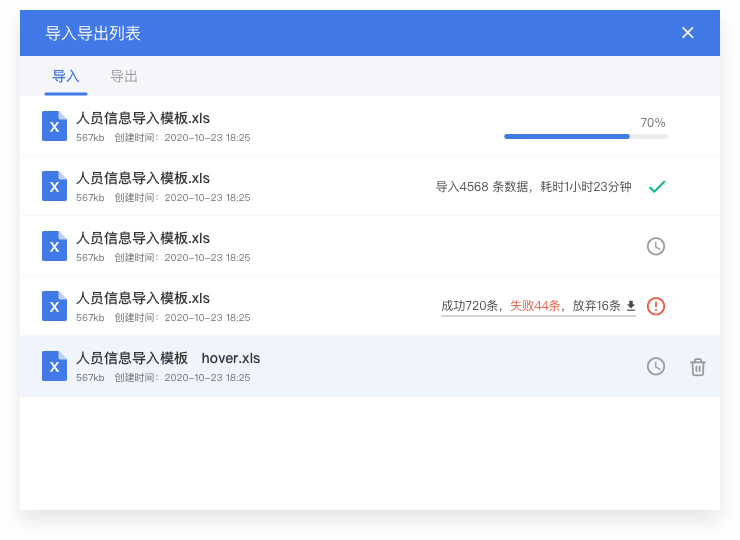 导入导出列表
导入 导出
X 人员信息导入模板.xls
567kb 创建时间：2020-10-23 18:25
70%
X 人员信息导入模板.xls
567kb 创建时间：2020-10-23 18:25
导入4568 条数据，耗时1小时23分钟
X 人员信息导入模板.xls
567kb 创建时间：2020-10-23 18:25
X 人员信息导入模板.xls
567kb 创建时间：2020-10-23 18:25
成功720条，失败44条，放弃16条
X 人员信息导入模板 hover.xls
567kb 创建时间：2020-10-23 18:25